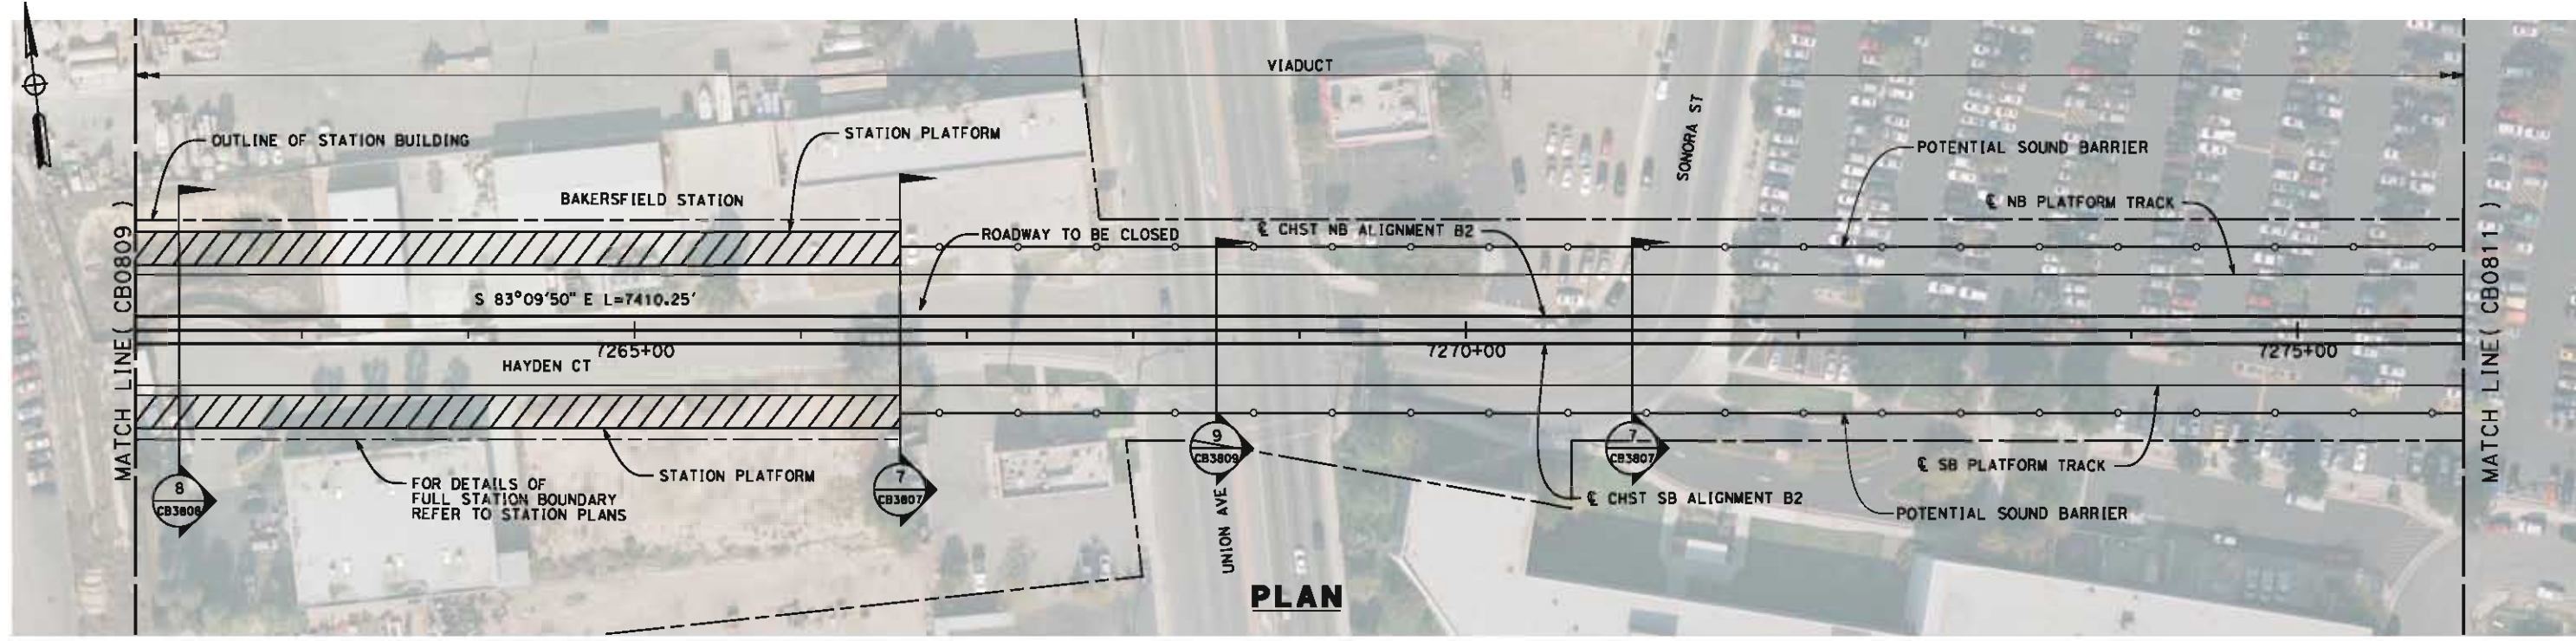 VIADUCT
OUTLINE OF STATION BUILDING
STATION PLATFORM
SONORA ST
POTENTIAL SOUND BARRIER
BAKERSFIELD STATION
℄ NB PLATFORM TRACK
MATCH LINE( CB0809 )
ROADWAY TO BE CLOSED
℄ CHST NB ALIGNMENT B2
MATCH LINE( CB0811 )
S 83°09'50" E L=7410.25'
7265+00
7270+00
7275+00
HAYDEN CT
9
CB3809
7
CB3807
℄ SB PLATFORM TRACK
STATION PLATFORM
7
CB3807
8
CB3808
FOR DETAILS OF
FULL STATION BOUNDARY
REFER TO STATION PLANS
℄ CHST SB ALIGNMENT B2
POTENTIAL SOUND BARRIER
UNION AVE
PLAN